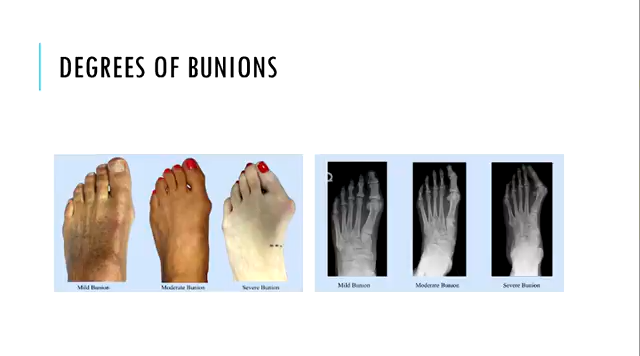 DEGREES OF BUNIONS
Mild Bunion
Moderate Bunion
Severe Bunion
Mild Bunion
Moderate Bunion
Severe Bunion